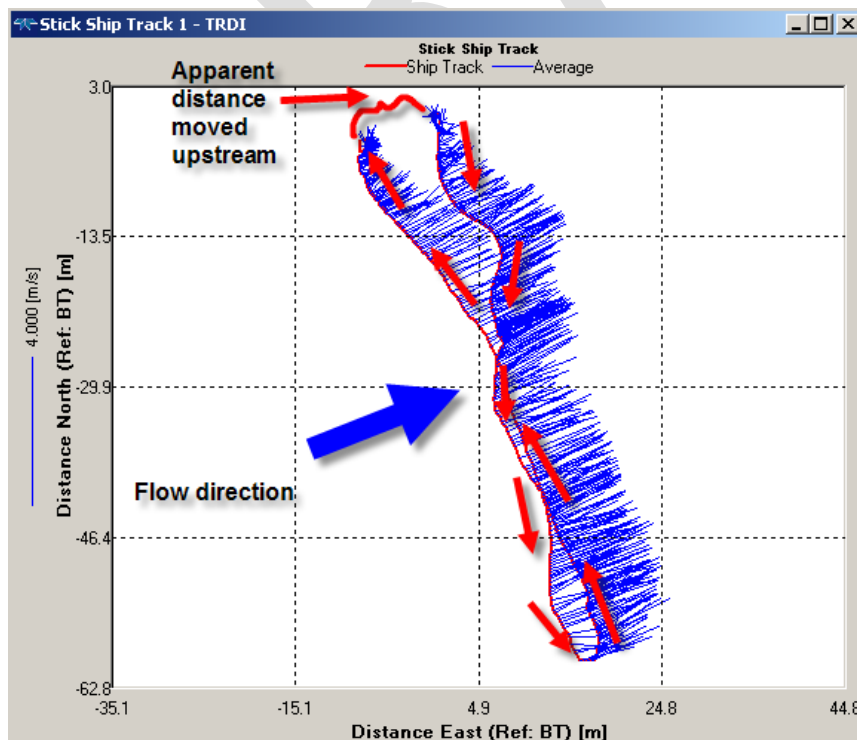 Stick Ship Track 1 - TRDI
Stick Ship Track
Ship Track Average
Apparent
distance
moved
upstream
3.0
-13.5
-29.9
-46.4
-62.8
4.000 [m/s]
Distance North (Ref: BT) [m]
Flow direction
-35.1 -15.1 4.9 24.8 44.8
Distance East (Ref: BT) [m]